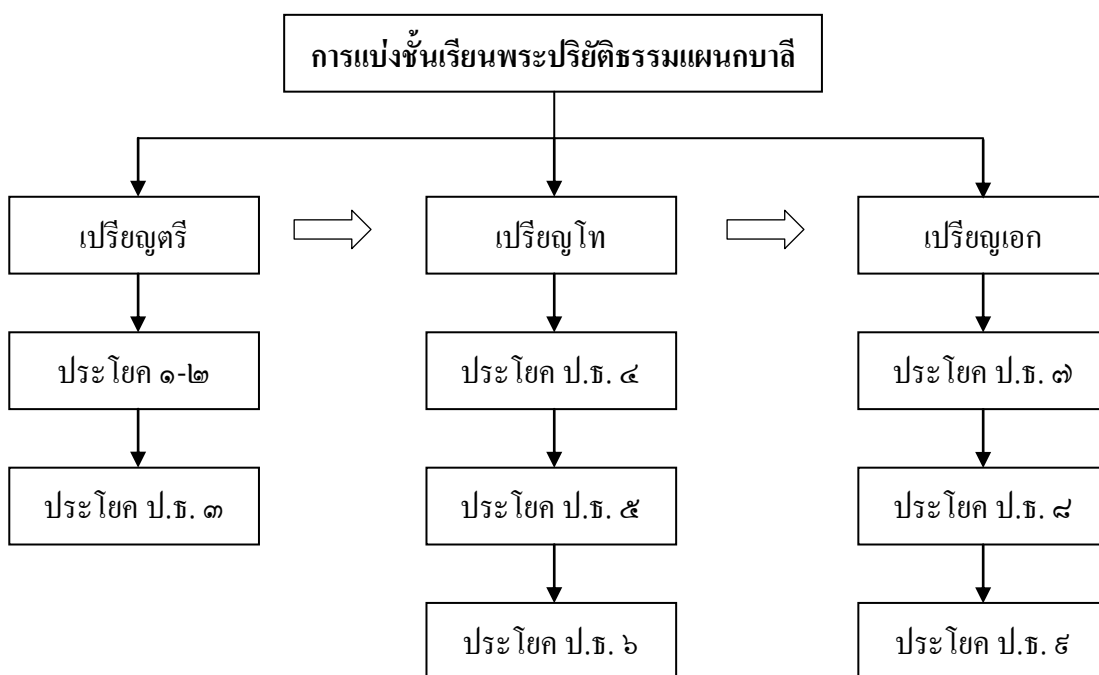 การแบ่งชั้นเรียนพระปริยัติธรรมแผนกบาลี
เปรียญตรี
เปรียญโท
เปรียญเอก
ประโยค ๑-๒
ประโยค ป.ธ. ๔
ประโยค ป.ธ. ๗
ประโยค ป.ธ. ๓
ประโยค ป.ธ. ๕
ประโยค ป.ธ. ๘
ประโยค ป.ธ. ๖
ประโยค ป.ธ. ๙